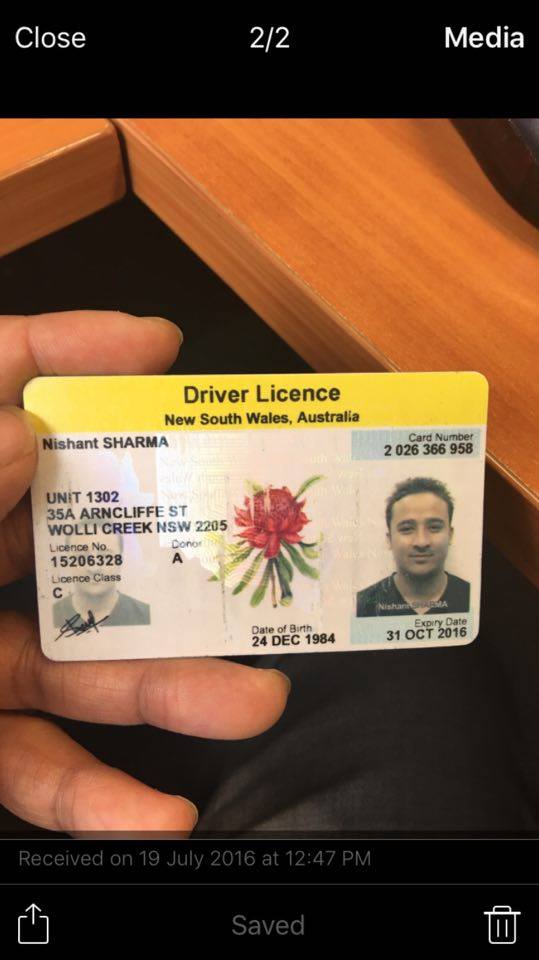 Close 2/2 Media
Driver Licence
New South Wales, Australia
Nishant SHARMA
Card Number
2 026 366 958
UNIT 1302
35A ARNCLIFFE ST
WOLLI CREEK NSW 2205
Licence No.
15206328
Donor
A
Licence Class
C
Nishant SHARMA
Date of Birth
24 DEC 1984
Expiry Date
31 OCT 2016
Received on 19 July 2016 at 12:47 PM
Saved